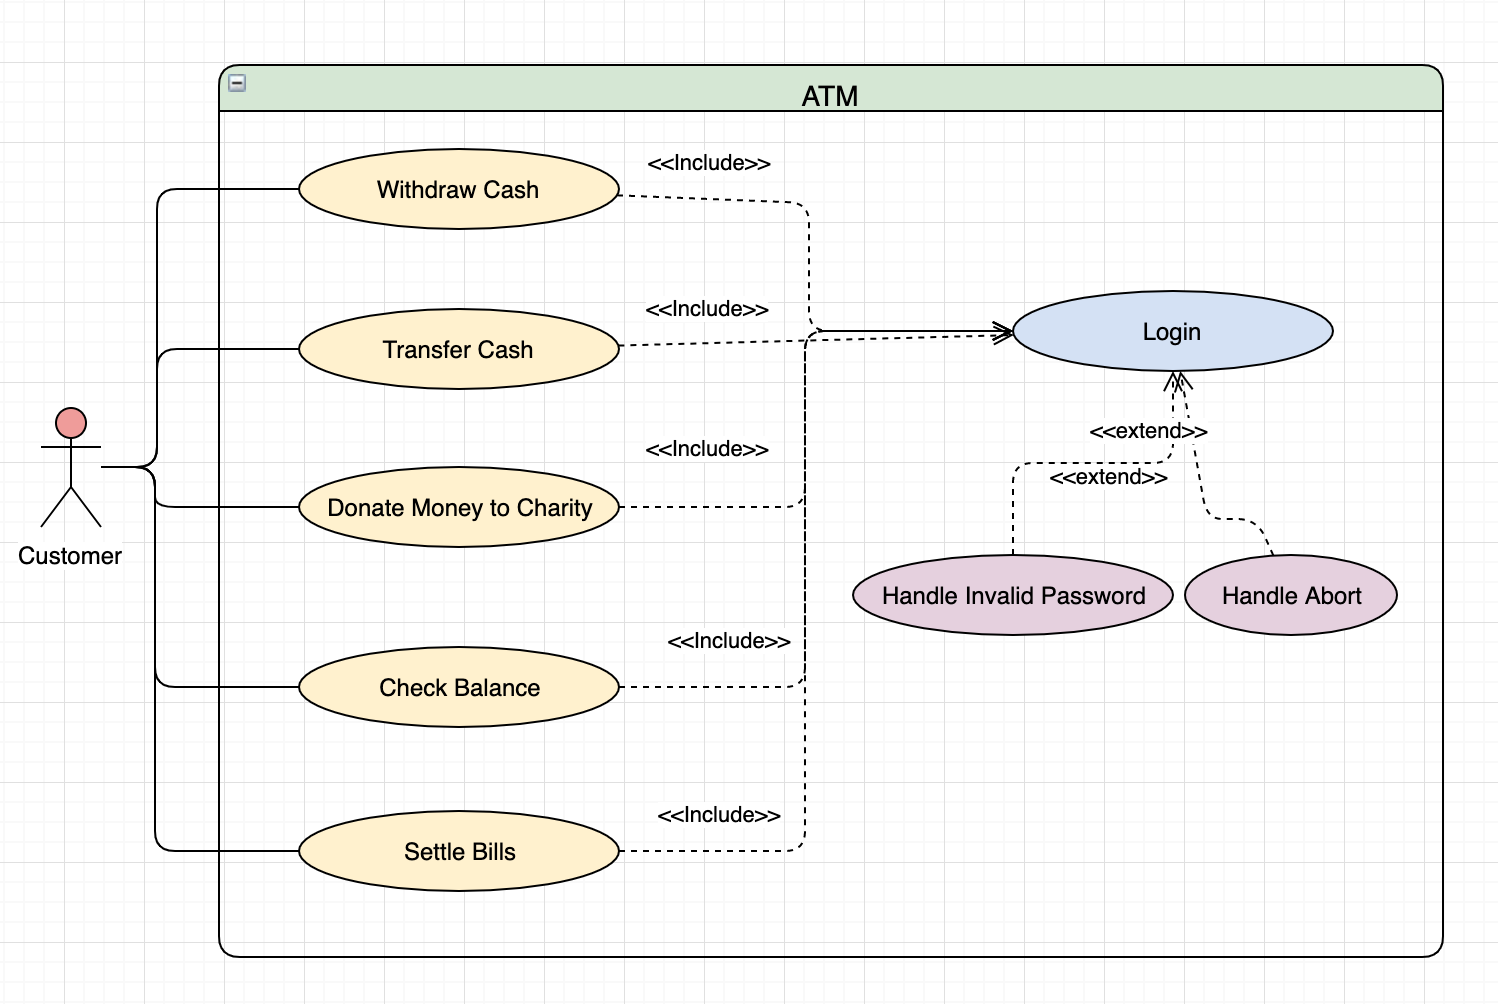 ATM
<<Include>>
Withdraw Cash
<<Include>>
Transfer Cash
Login
<<extend>>
<<Include>>
<<extend>>
Donate Money to Charity
Customer
Handle Invalid Password
Handle Abort
<<Include>>
Check Balance
<<Include>>
Settle Bills